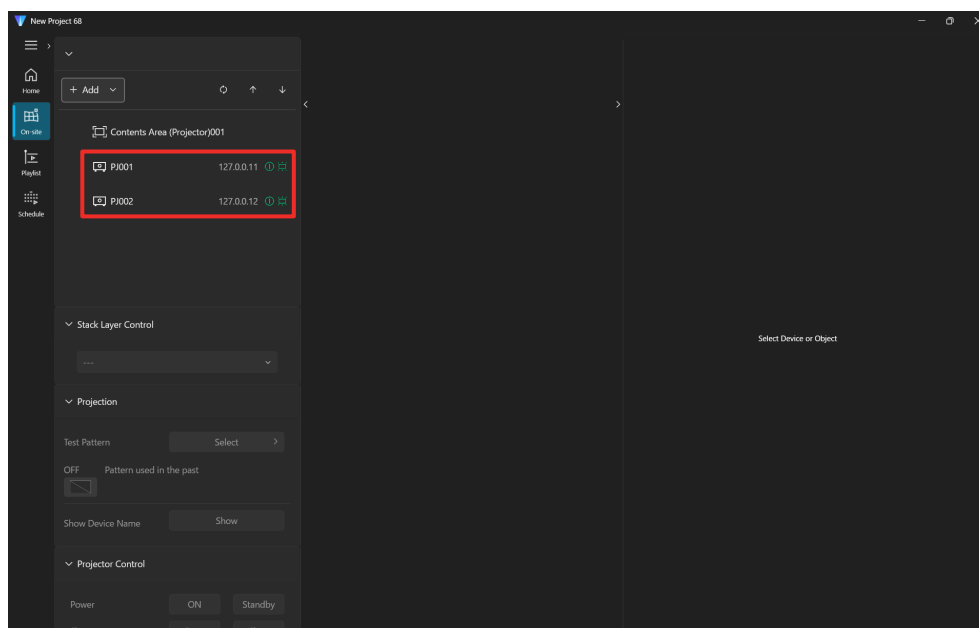 New Project 68
Home
On-site
Playlist
Schedule
+ Add
Contents Area (Projector)001
PJ001 127.0.0.11
PJ002 127.0.0.12
Stack Layer Control
---
Projection
Test Pattern Select
OFF Pattern used in the past
Show Device Name Show
Projector Control
Power ON Standby
Select Device or Object